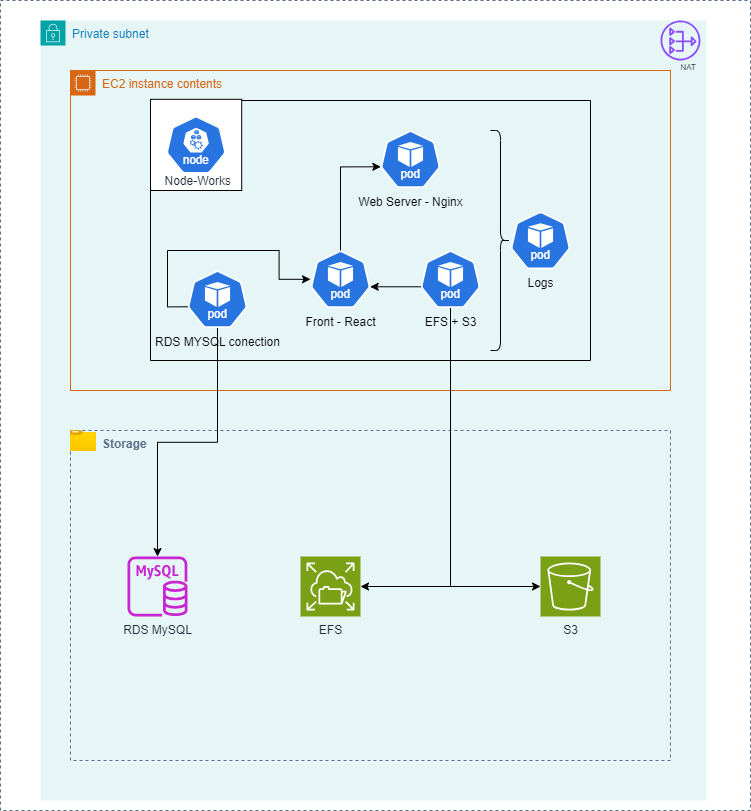 Private subnet
NAT
EC2 instance contents
node
Node-Works
pod
Web Server - Nginx
pod
Logs
pod
Front - React
pod
EFS + S3
pod
RDS MYSQL conection
Storage
MySQL
RDS MySQL
EFS
S3